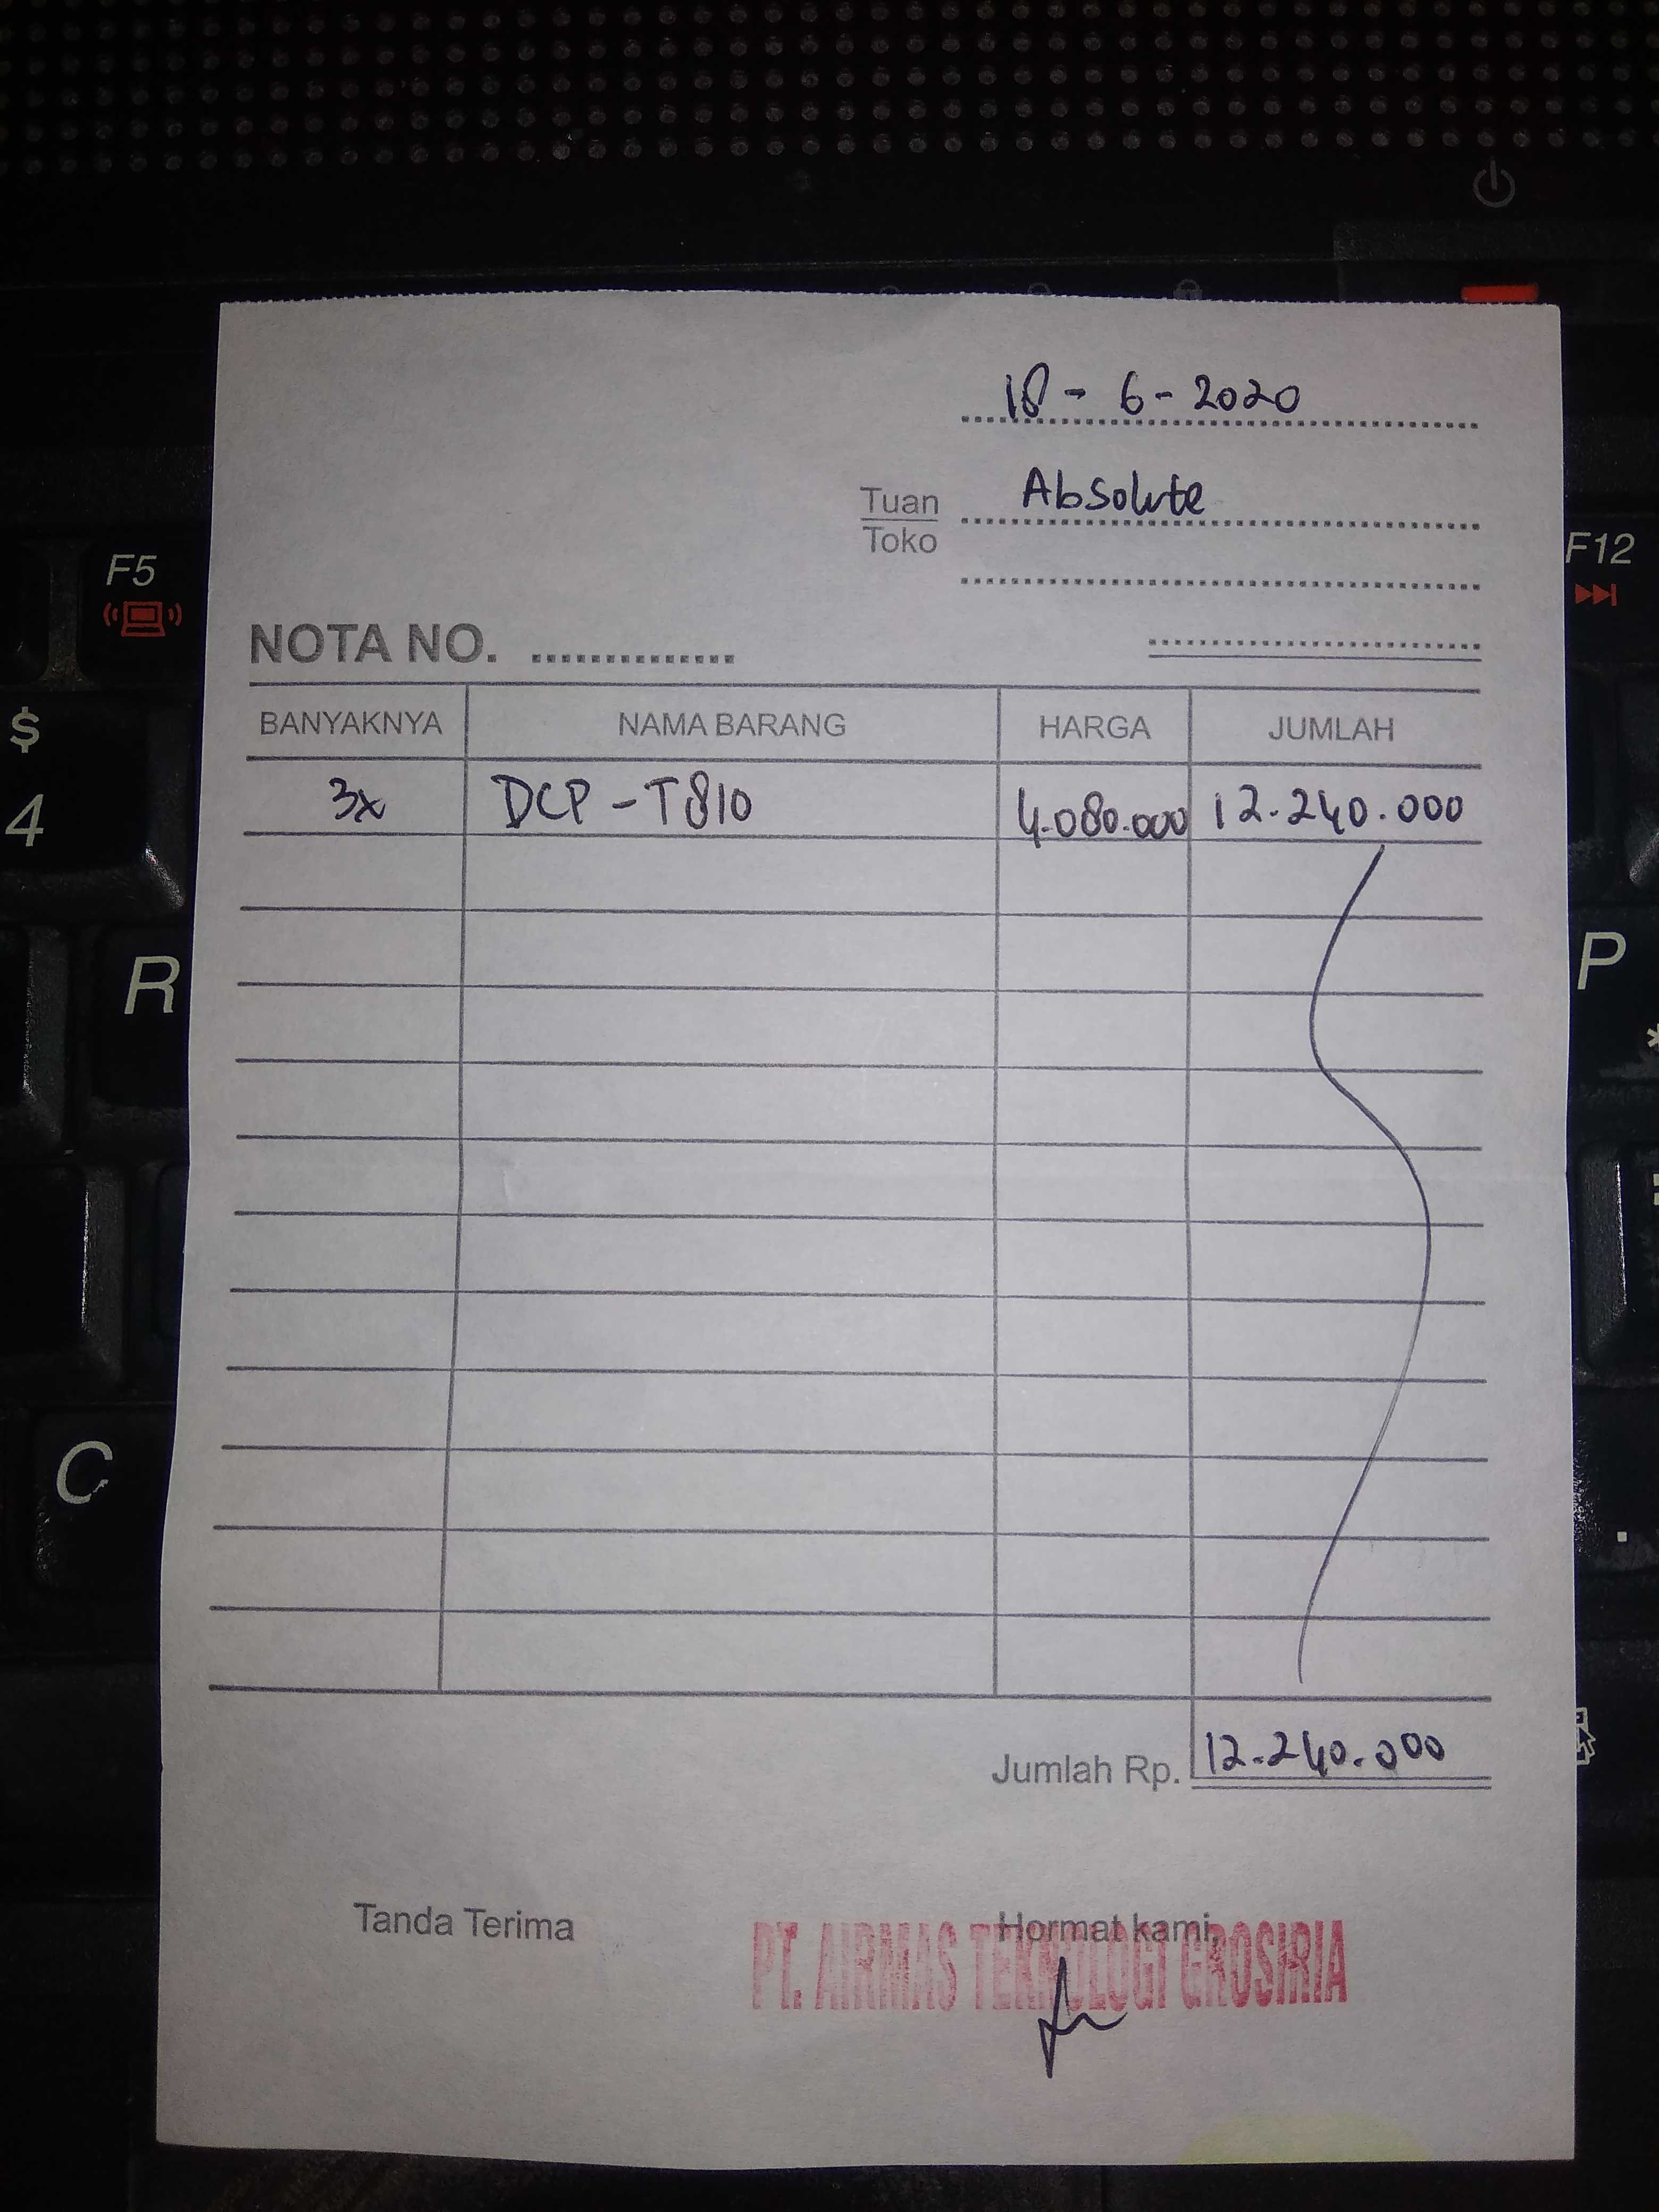 18 - 6 - 2020
Tuan Absolute
Toko
NOTA NO. ..............
BANYAKNYA NAMA BARANG HARGA JUMLAH
3x DCP - T810 4.080.000 12.240.000
Jumlah Rp. 12.240.000
Tanda Terima Hormat kami,
PT. AIRMAS TEKNOLOGI GROSIRIA
F5
F12
$
4
R
P
C